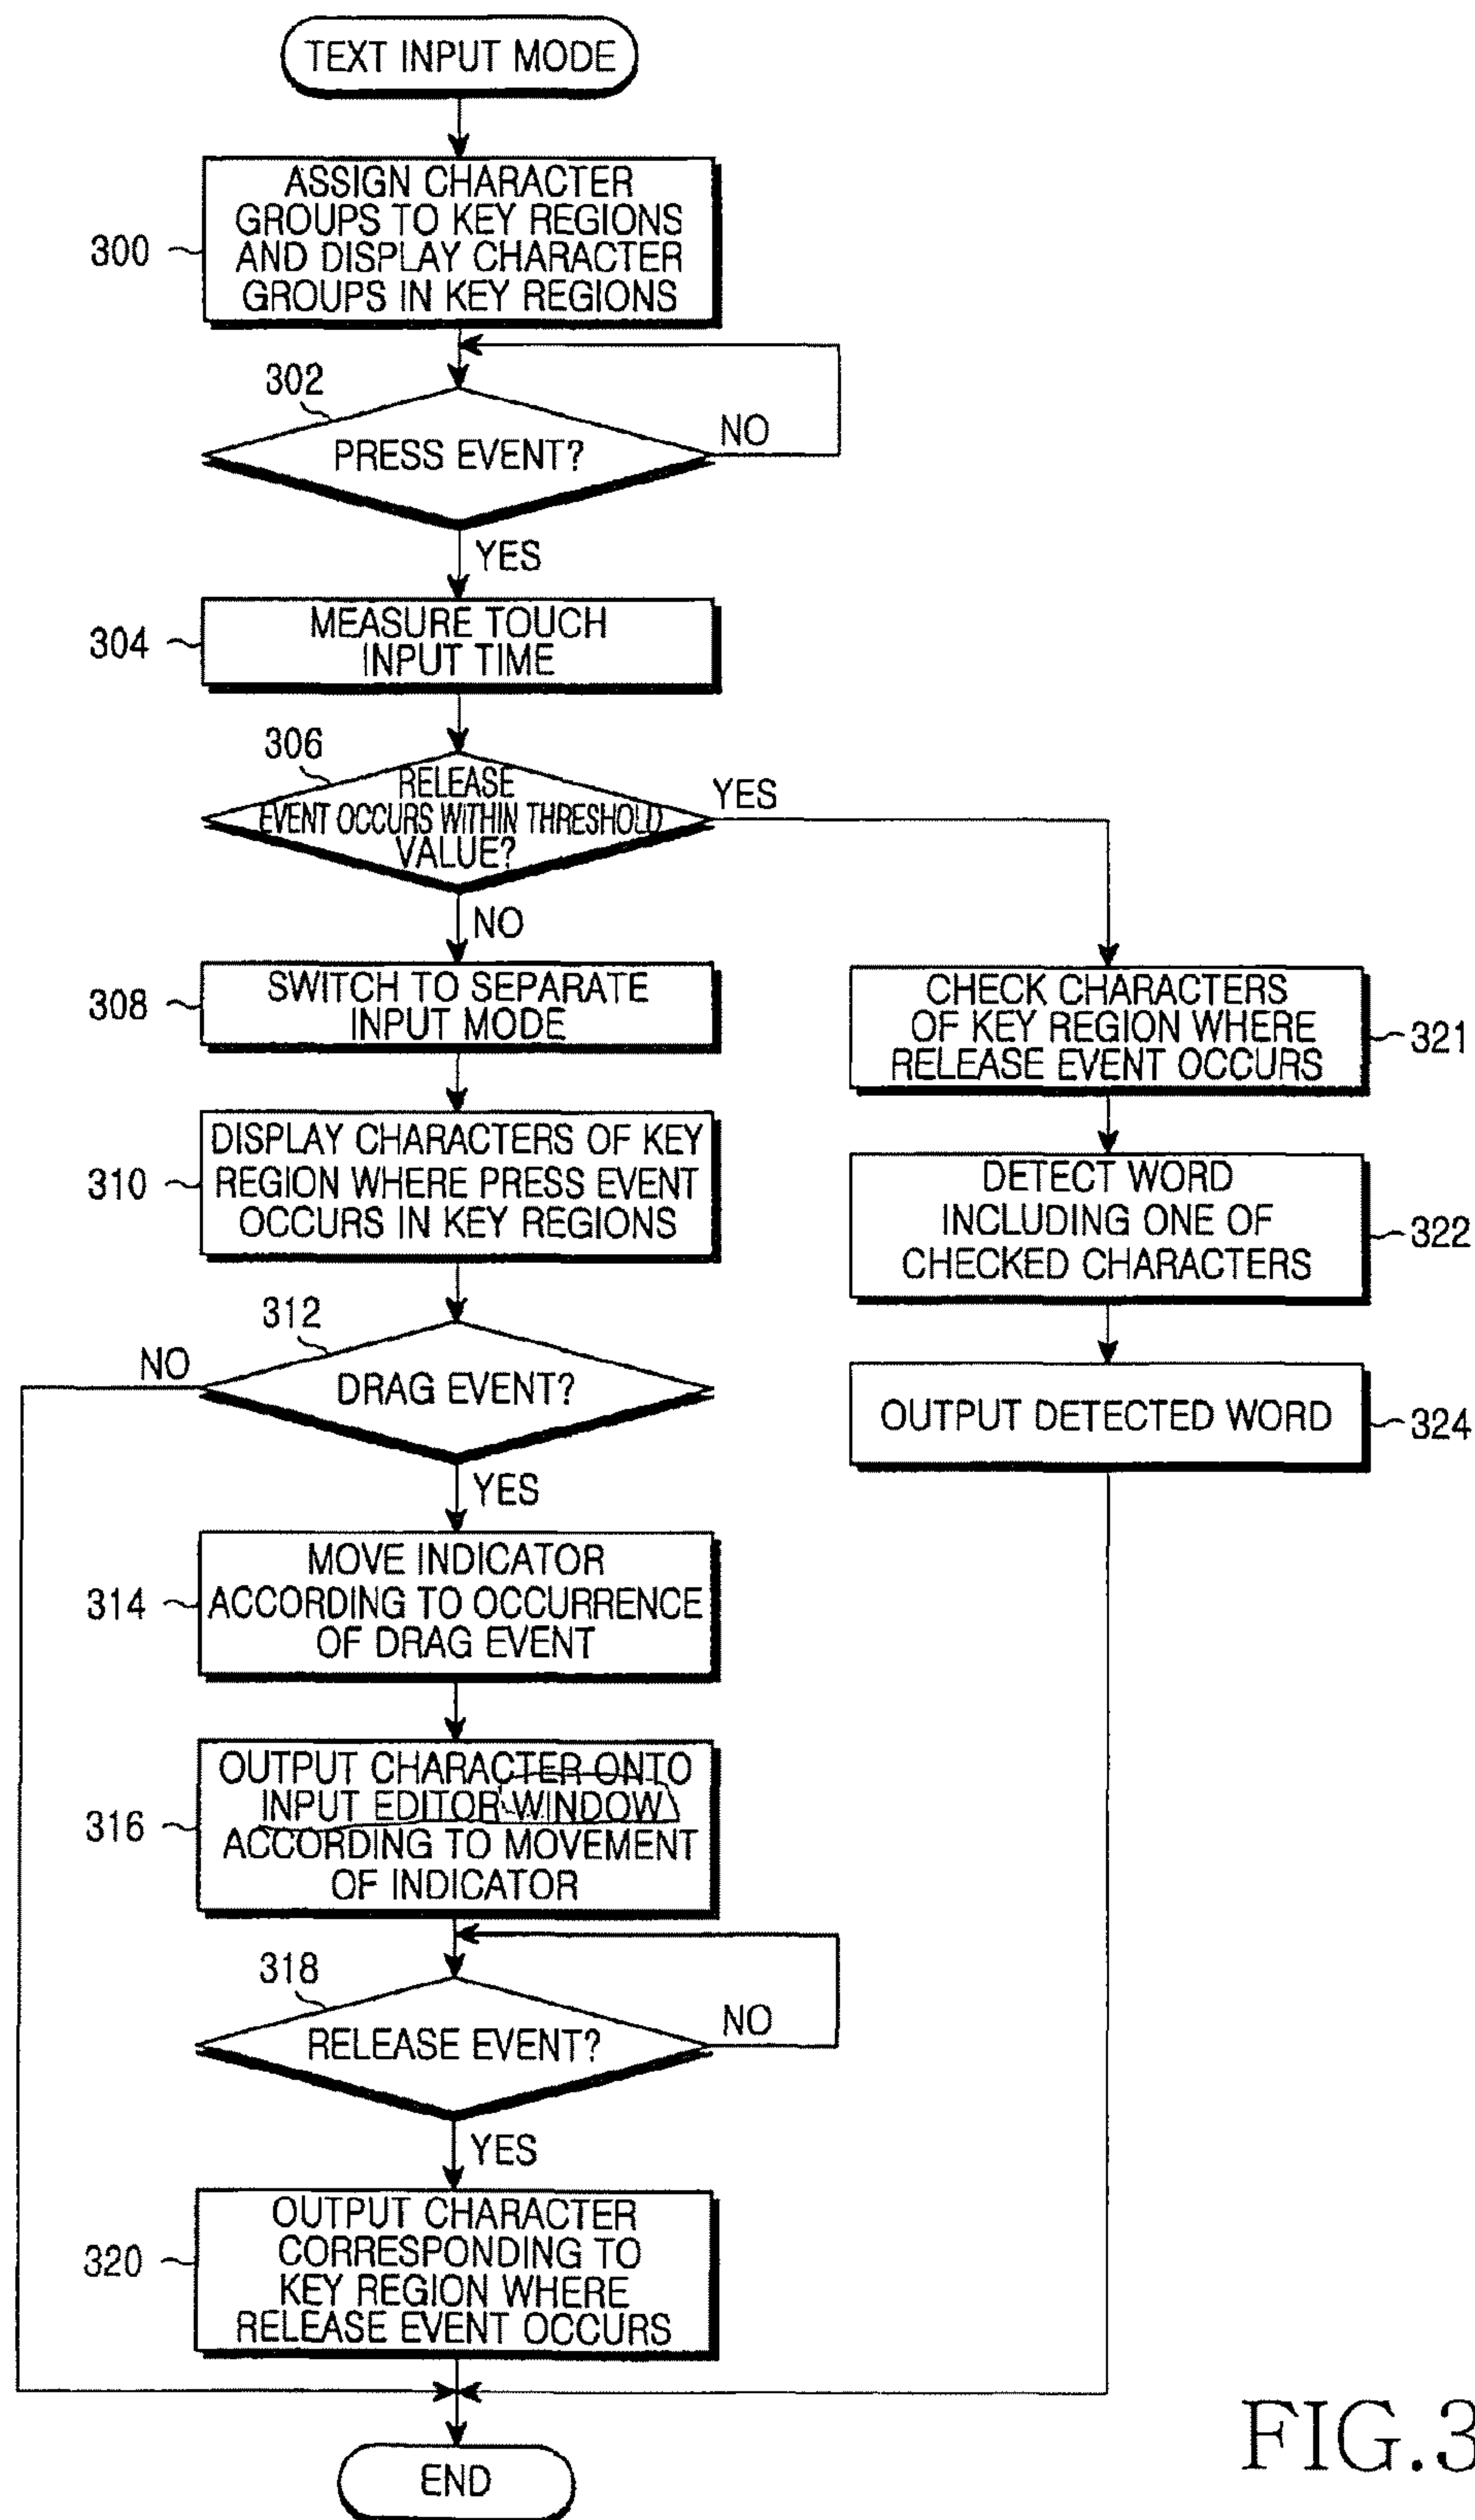 TEXT INPUT MODE
300
ASSIGN CHARACTER
GROUPS TO KEY REGIONS
AND DISPLAY CHARACTER
GROUPS IN KEY REGIONS
302
PRESS EVENT?
NO
YES
304
MEASURE TOUCH
INPUT TIME
306
RELEASE
EVENT OCCURS WITHIN THRESHOLD
VALUE?
YES
NO
308
SWITCH TO SEPARATE
INPUT MODE
310
DISPLAY CHARACTERS OF KEY
REGION WHERE PRESS EVENT
OCCURS IN KEY REGIONS
312
DRAG EVENT?
NO
YES
314
MOVE INDICATOR
ACCORDING TO OCCURRENCE
OF DRAG EVENT
316
OUTPUT CHARACTER ONTO
INPUT EDITOR WINDOW
ACCORDING TO MOVEMENT
OF INDICATOR
318
RELEASE EVENT?
NO
YES
320
OUTPUT CHARACTER
CORRESPONDING TO
KEY REGION WHERE
RELEASE EVENT OCCURS
CHECK CHARACTERS
OF KEY REGION WHERE
RELEASE EVENT OCCURS
321
DETECT WORD
INCLUDING ONE OF
CHECKED CHARACTERS
322
OUTPUT DETECTED WORD
324
END
FIG.3